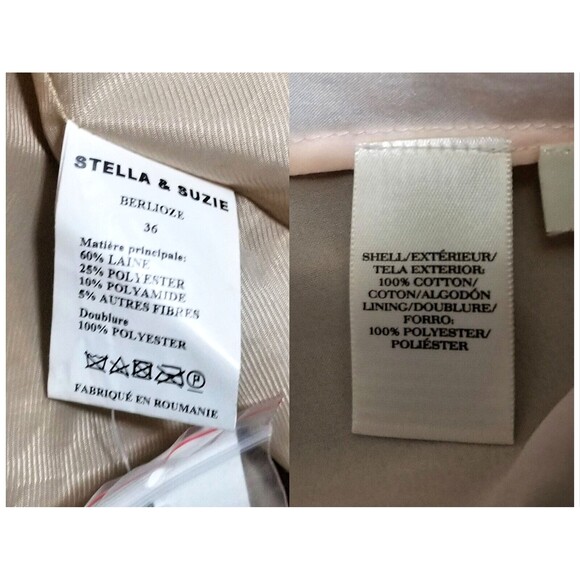 STELLA & SUZIE
BERLIOZE
36
Matière principale:
60% LAINE
25% POLYESTER
10% POLYAMIDE
5% AUTRES FIBRES
Doublure
100% POLYESTER
P
FABRIQUÉ EN ROUMANIE
SHELL/EXTÉRIEUR/
TELA EXTERIOR:
100% COTTON/
COTON/ALGODÓN
LINING/DOUBLURE/
FORRO:
100% POLYESTER/
POLIÉSTER